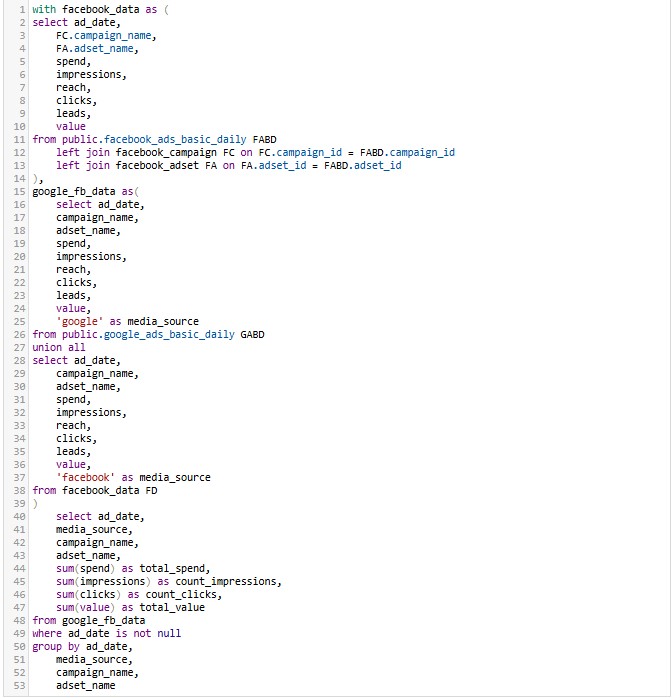 1 with facebook_data as (
2 select ad_date,
3 FC.campaign_name,
4 FA.adset_name,
5 spend,
6 impressions,
7 reach,
8 clicks,
9 leads,
10 value
11 from public.facebook_ads_basic_daily FABD
12 left join facebook_campaign FC on FC.campaign_id = FABD.campaign_id
13 left join facebook_adset FA on FA.adset_id = FABD.adset_id
14 ),
15 google_fb_data as(
16 select ad_date,
17 campaign_name,
18 adset_name,
19 spend,
20 impressions,
21 reach,
22 clicks,
23 leads,
24 value,
25 'google' as media_source
26 from public.google_ads_basic_daily GABD
27 union all
28 select ad_date,
29 campaign_name,
30 adset_name,
31 spend,
32 impressions,
33 reach,
34 clicks,
35 leads,
36 value,
37 'facebook' as media_source
38 from facebook_data FD
39 )
40 select ad_date,
41 media_source,
42 campaign_name,
43 adset_name,
44 sum(spend) as total_spend,
45 sum(impressions) as count_impressions,
46 sum(clicks) as count_clicks,
47 sum(value) as total_value
48 from google_fb_data
49 where ad_date is not null
50 group by ad_date,
51 media_source,
52 campaign_name,
53 adset_name